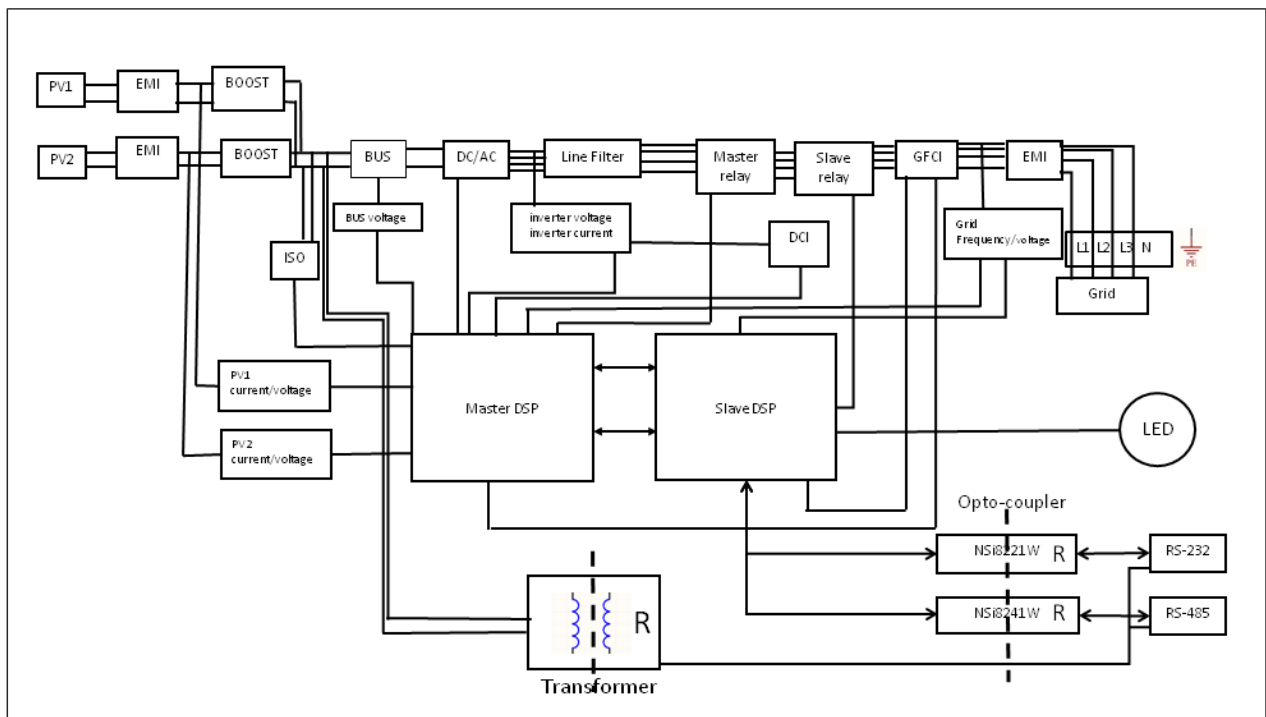 PV1
EMI
BOOST
PV2
EMI
BOOST
BUS
DC/AC
Line Filter
Master
relay
Slave
relay
GFCI
EMI
BUS voltage
inverter voltage
inverter current
DCI
Grid
Frequency/voltage
L1 L2 L3 N
PE
ISO
Grid
PV1
current/voltage
Master DSP
Slave DSP
LED
PV2
current/voltage
Opto-coupler
NSi8221W R
RS-232
NSi8241W R
RS-485
R
Transformer